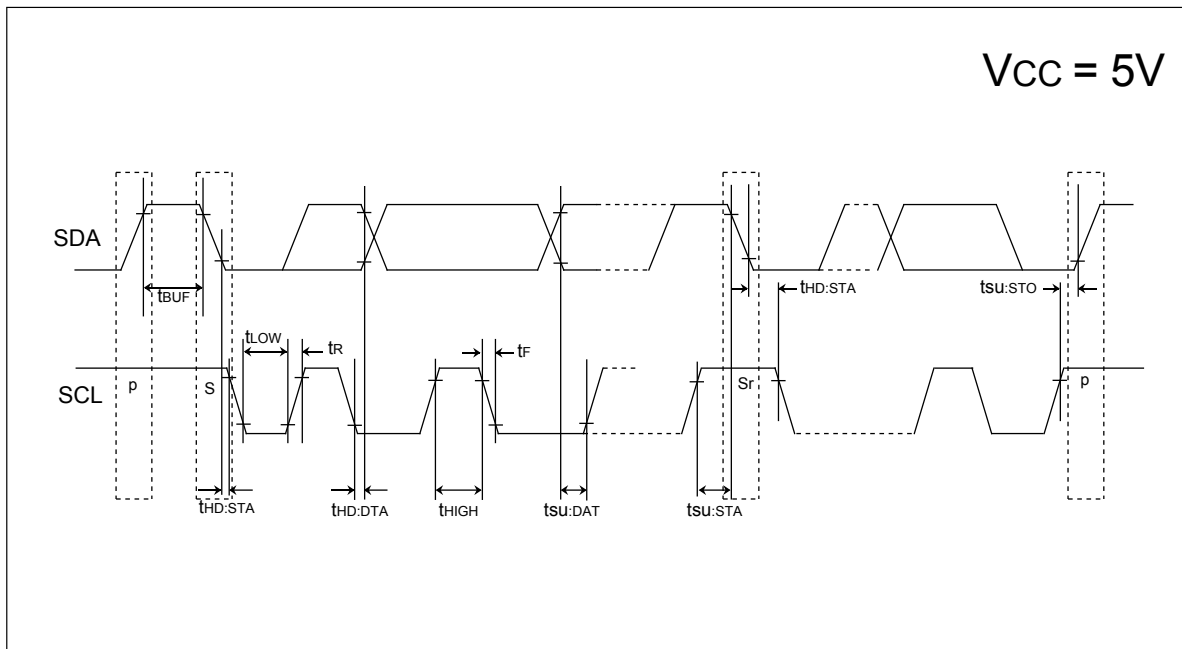 VCC = 5V
SDA
tBUF
tHD:STA
tsu:STO
tLOW
tR
tF
SCL
p
S
Sr
p
tHD:STA
tHD:DTA
tHIGH
tsu:DAT
tsu:STA